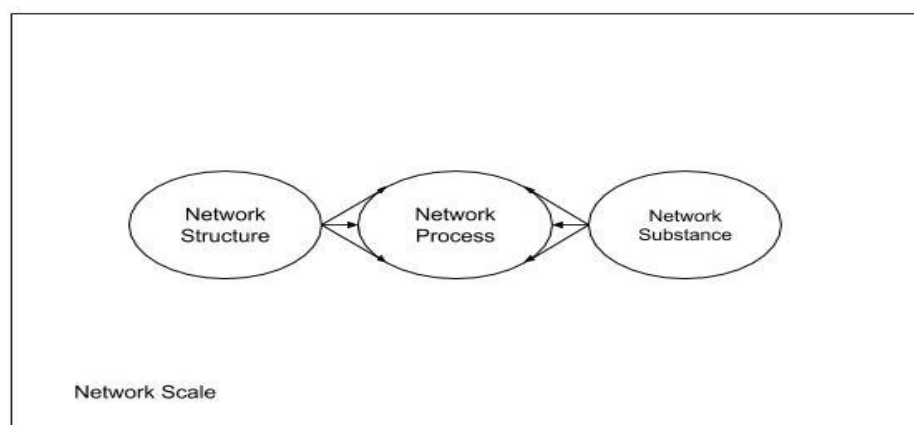 Network
Structure
Network
Process
Network
Substance
Network Scale